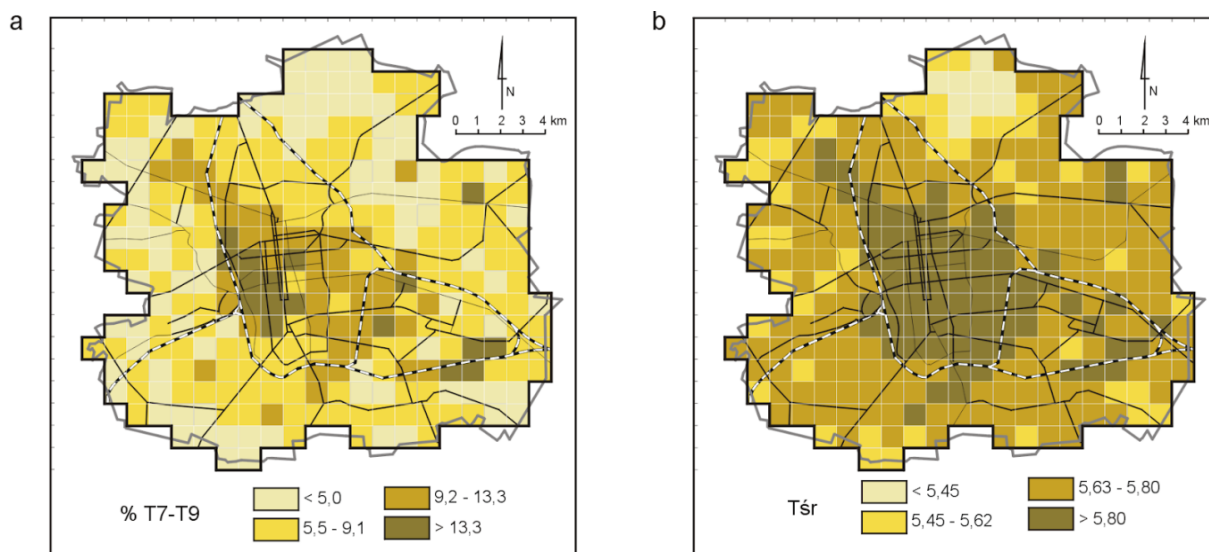 a
N
0 1 2 3 4 km
% T7-T9
< 5,0
5,5 - 9,1
9,2 - 13,3
> 13,3
b
N
0 1 2 3 4 km
Tśr
< 5,45
5,45 - 5,62
5,63 - 5,80
> 5,80